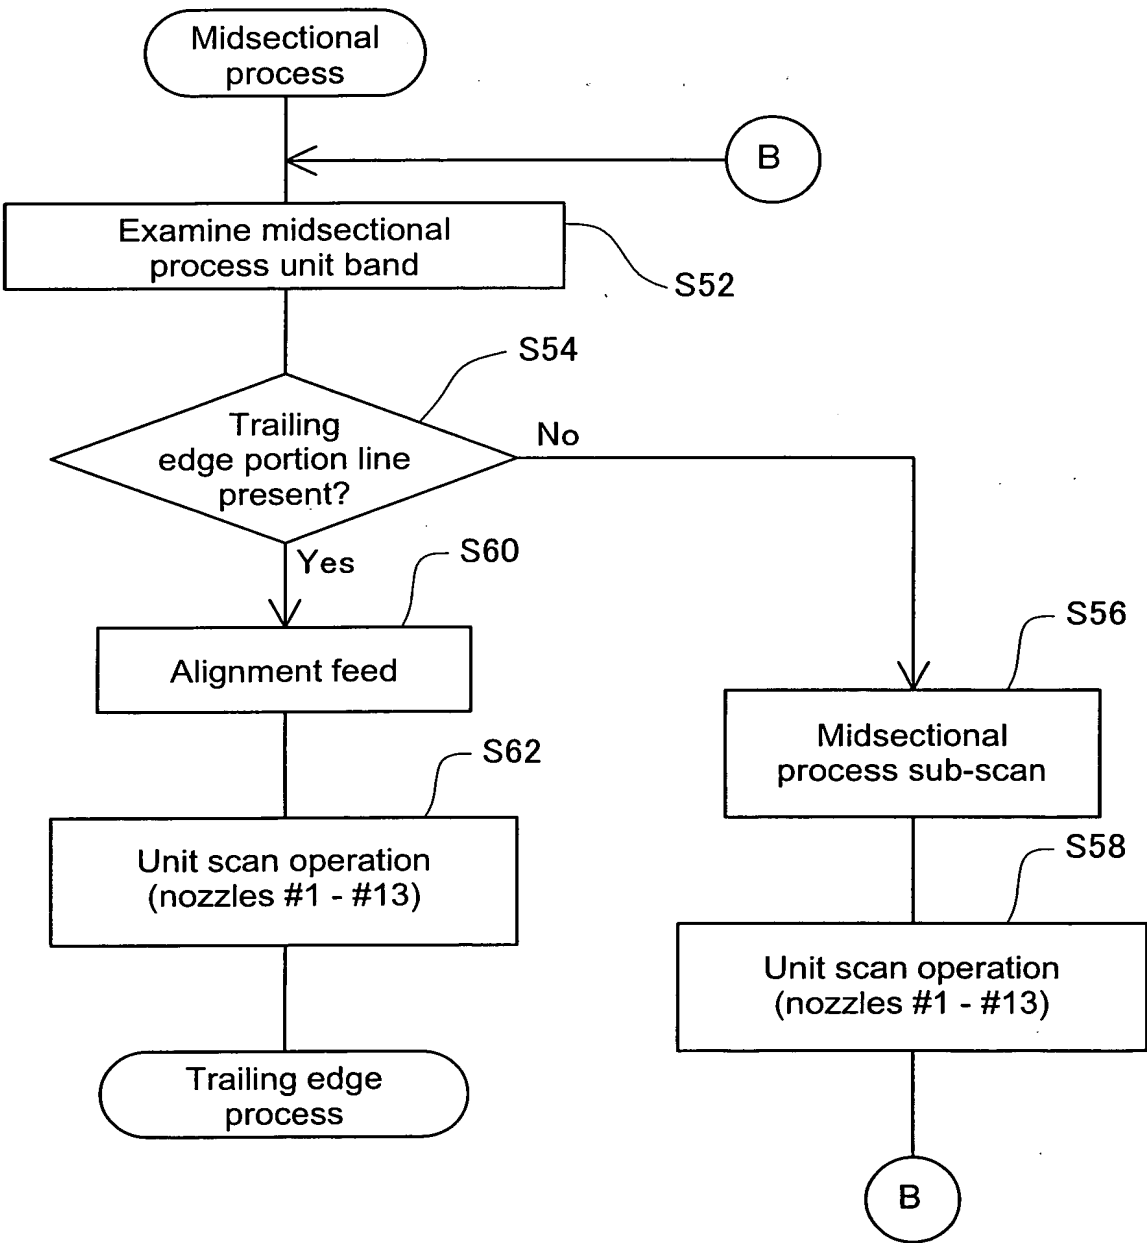 Midsectional
process
B
Examine midsectional
process unit band
S52
S54
Trailing
edge portion line
present?
No
Yes
S60
Alignment feed
S56
Midsectional
process sub-scan
S62
Unit scan operation
(nozzles #1 - #13)
S58
Unit scan operation
(nozzles #1 - #13)
Trailing edge
process
B